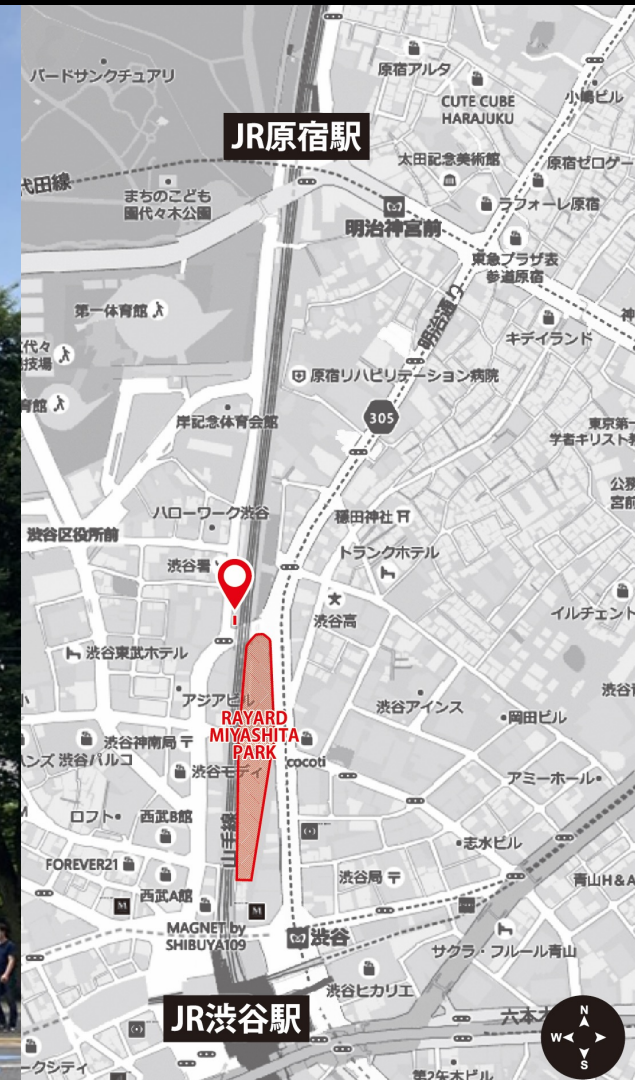 バードサンクチュアリ
原宿アルタ
CUTE CUBE
HARAJUKU
小嶋ビル
JR原宿駅
太田記念美術館
原宿ゼロゲー
代田線
まちのこども
園代々木公園
ラフォーレ原宿
明治神宮前
東急プラザ表
参道原宿
第一体育館
明治通り
神
キデイランド
代々
技場
原宿リハビリテーション病院
育館
岸記念体育会館
305
東京第一
学者キリスト教
公務
宮前
ハローワーク渋谷
穏田神社
渋谷区役所前
トランクホテル
渋谷署
渋谷高
イルチェント
渋谷東武ホテル
アジアビル
渋谷
渋谷アインス
岡田ビル
RAYARD
MIYASHITA
PARK
渋谷神南局
ンズ 渋谷パルコ
cocoti
渋谷モディ
アミーホール
ロフト
西武B館
山手線
志水ビル
FOREVER21
渋谷局
青山H&A
西武A館
M
M
MAGNET by
SHIBUYA109
渋谷
サクラ・フルール青山
渋谷ヒカリエ
JR渋谷駅
六本木
N
W
S
ークシティ
第2矢木ビル